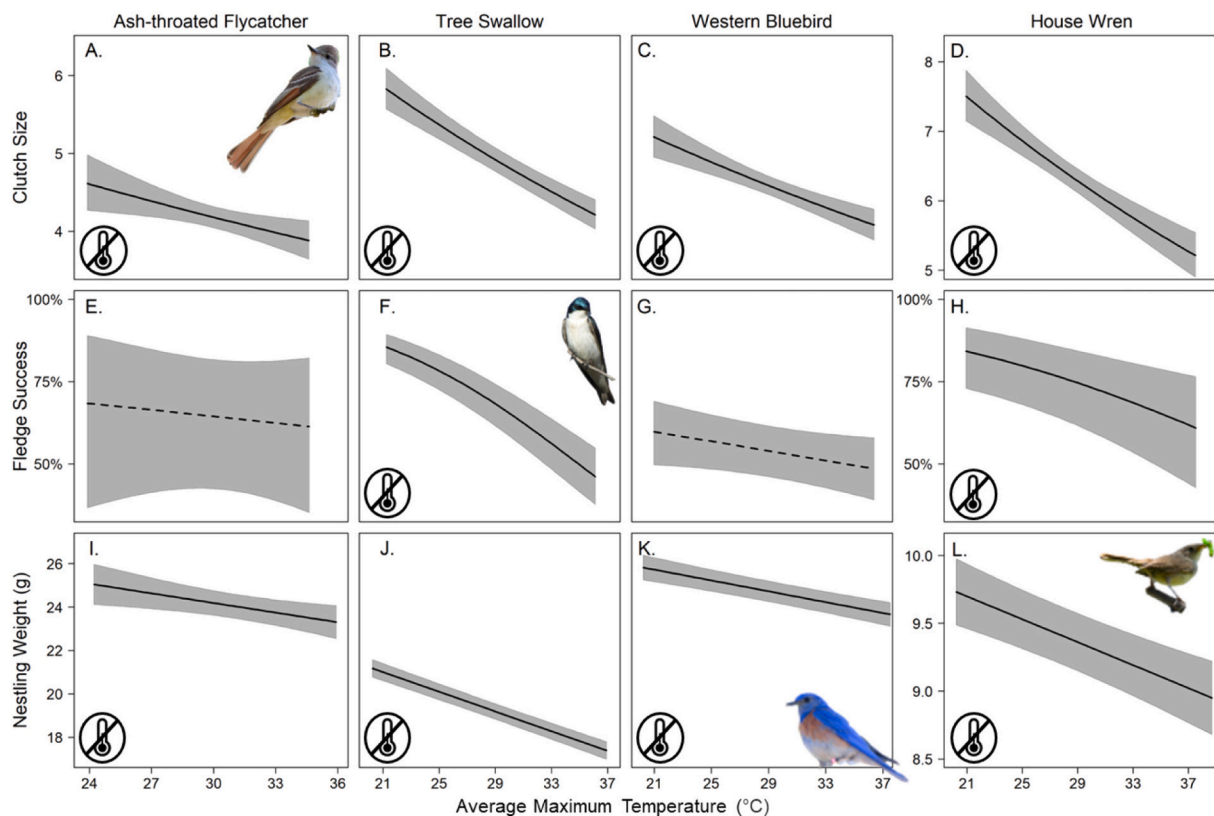 Ash-throated Flycatcher Tree Swallow Western Bluebird House Wren
Clutch Size
A. B. C. D.
6
5
4
8
7
6
5
Fledge Success
E. F. G. H.
100%
75%
50%
100%
75%
50%
Nestling Weight (g)
I. J. K. L.
26
24
22
20
18
10.0
9.5
9.0
8.5
24 27 30 33 36 21 25 29 33 37 21 25 29 33 37 21 25 29 33 37
Average Maximum Temperature (°C)